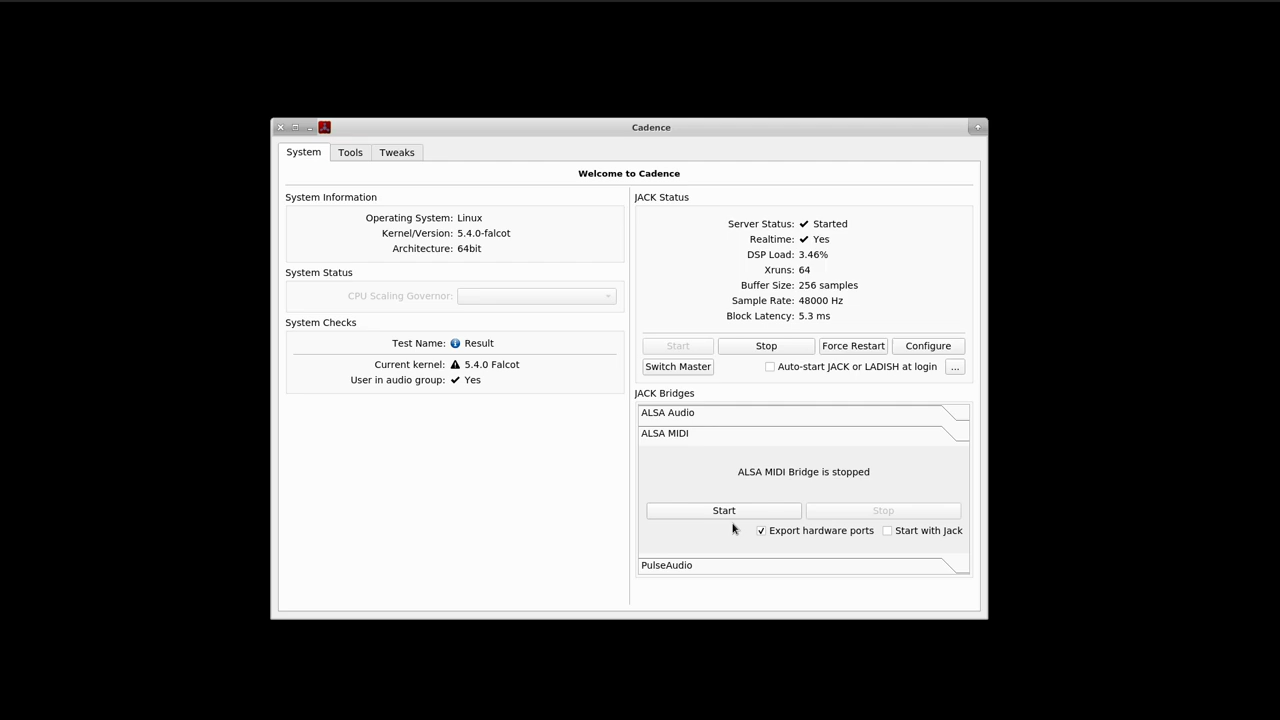 Cadence
System Tools Tweaks
Welcome to Cadence
System Information
Operating System: Linux
Kernel/Version: 5.4.0-falcot
Architecture: 64bit
System Status
CPU Scaling Governor:
System Checks
Test Name: Result
Current kernel: 5.4.0 Falcot
User in audio group: Yes
JACK Status
Server Status: Started
Realtime: Yes
DSP Load: 3.46%
Xruns: 64
Buffer Size: 256 samples
Sample Rate: 48000 Hz
Block Latency: 5.3 ms
Start Stop Force Restart Configure
Switch Master Auto-start JACK or LADISH at login ...
JACK Bridges
ALSA Audio
ALSA MIDI
ALSA MIDI Bridge is stopped
Start Stop
Export hardware ports Start with Jack
PulseAudio